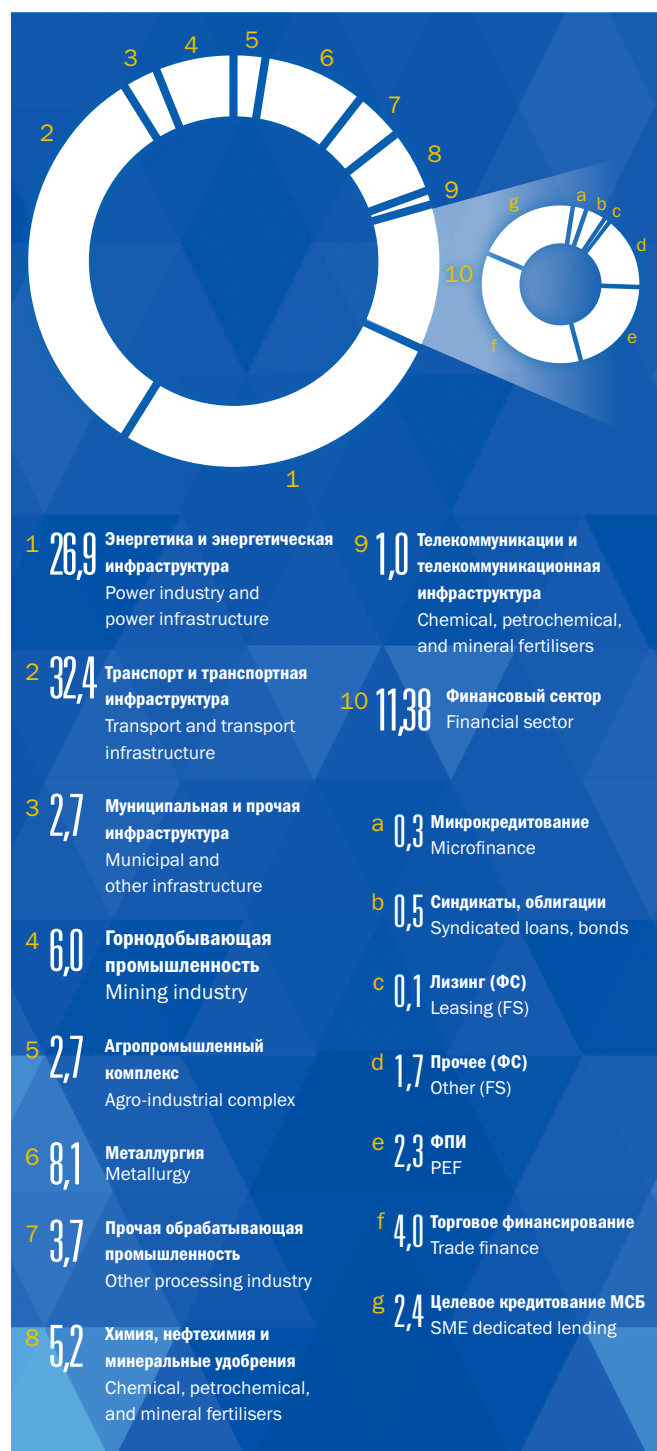 5
4
6
3
7
2
8
9
a
b
c
g
d
10
f
e
1
1
26,9
Энергетика и энергетическая
инфраструктура
Power industry and
power infrastructure
2
32,4
Транспорт и транспортная
инфраструктура
Transport and transport
infrastructure
3
2,7
Муниципальная и прочая
инфраструктура
Municipal and
other infrastructure
4
6,0
Горнодобывающая
промышленность
Mining industry
5
2,7
Агропромышленный
комплекс
Agro-industrial complex
6
8,1
Металлургия
Metallurgy
7
3,7
Прочая обрабатывающая
промышленность
Other processing industry
8
5,2
Химия, нефтехимия и
минеральные удобрения
Chemical, petrochemical,
and mineral fertilisers
9
1,0
Телекоммуникации и
телекоммуникационная
инфраструктура
Chemical, petrochemical,
and mineral fertilisers
10
11,38
Финансовый сектор
Financial sector
a
0,3
Микрокредитование
Microfinance
b
0,5
Синдикаты, облигации
Syndicated loans, bonds
c
0,1
Лизинг (ФС)
Leasing (FS)
d
1,7
Прочее (ФС)
Other (FS)
e
2,3
ФПИ
PEF
f
4,0
Торговое финансирование
Trade finance
g
2,4
Целевое кредитование МСБ
SME dedicated lending